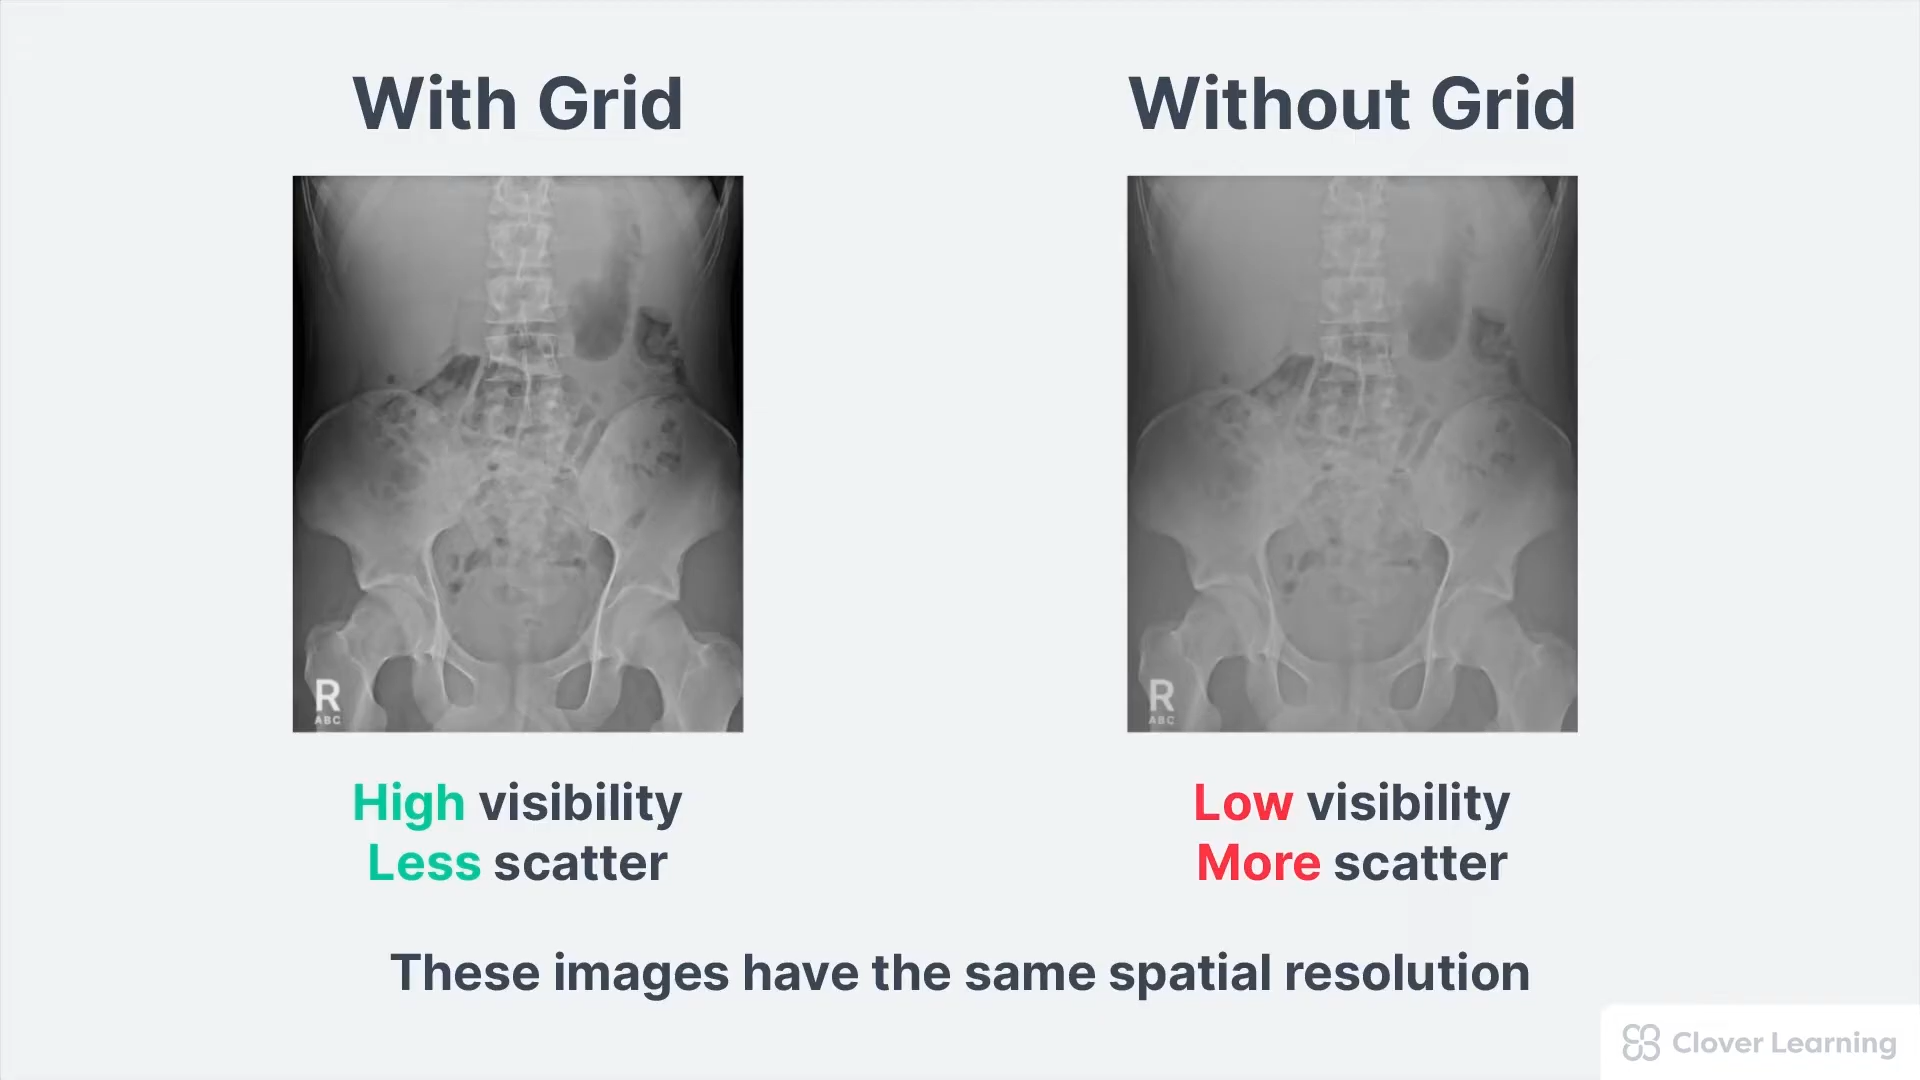 With Grid
Without Grid
R
ABC
R
ABC
High visibility
Less scatter
Low visibility
More scatter
These images have the same spatial resolution
Clover Learning